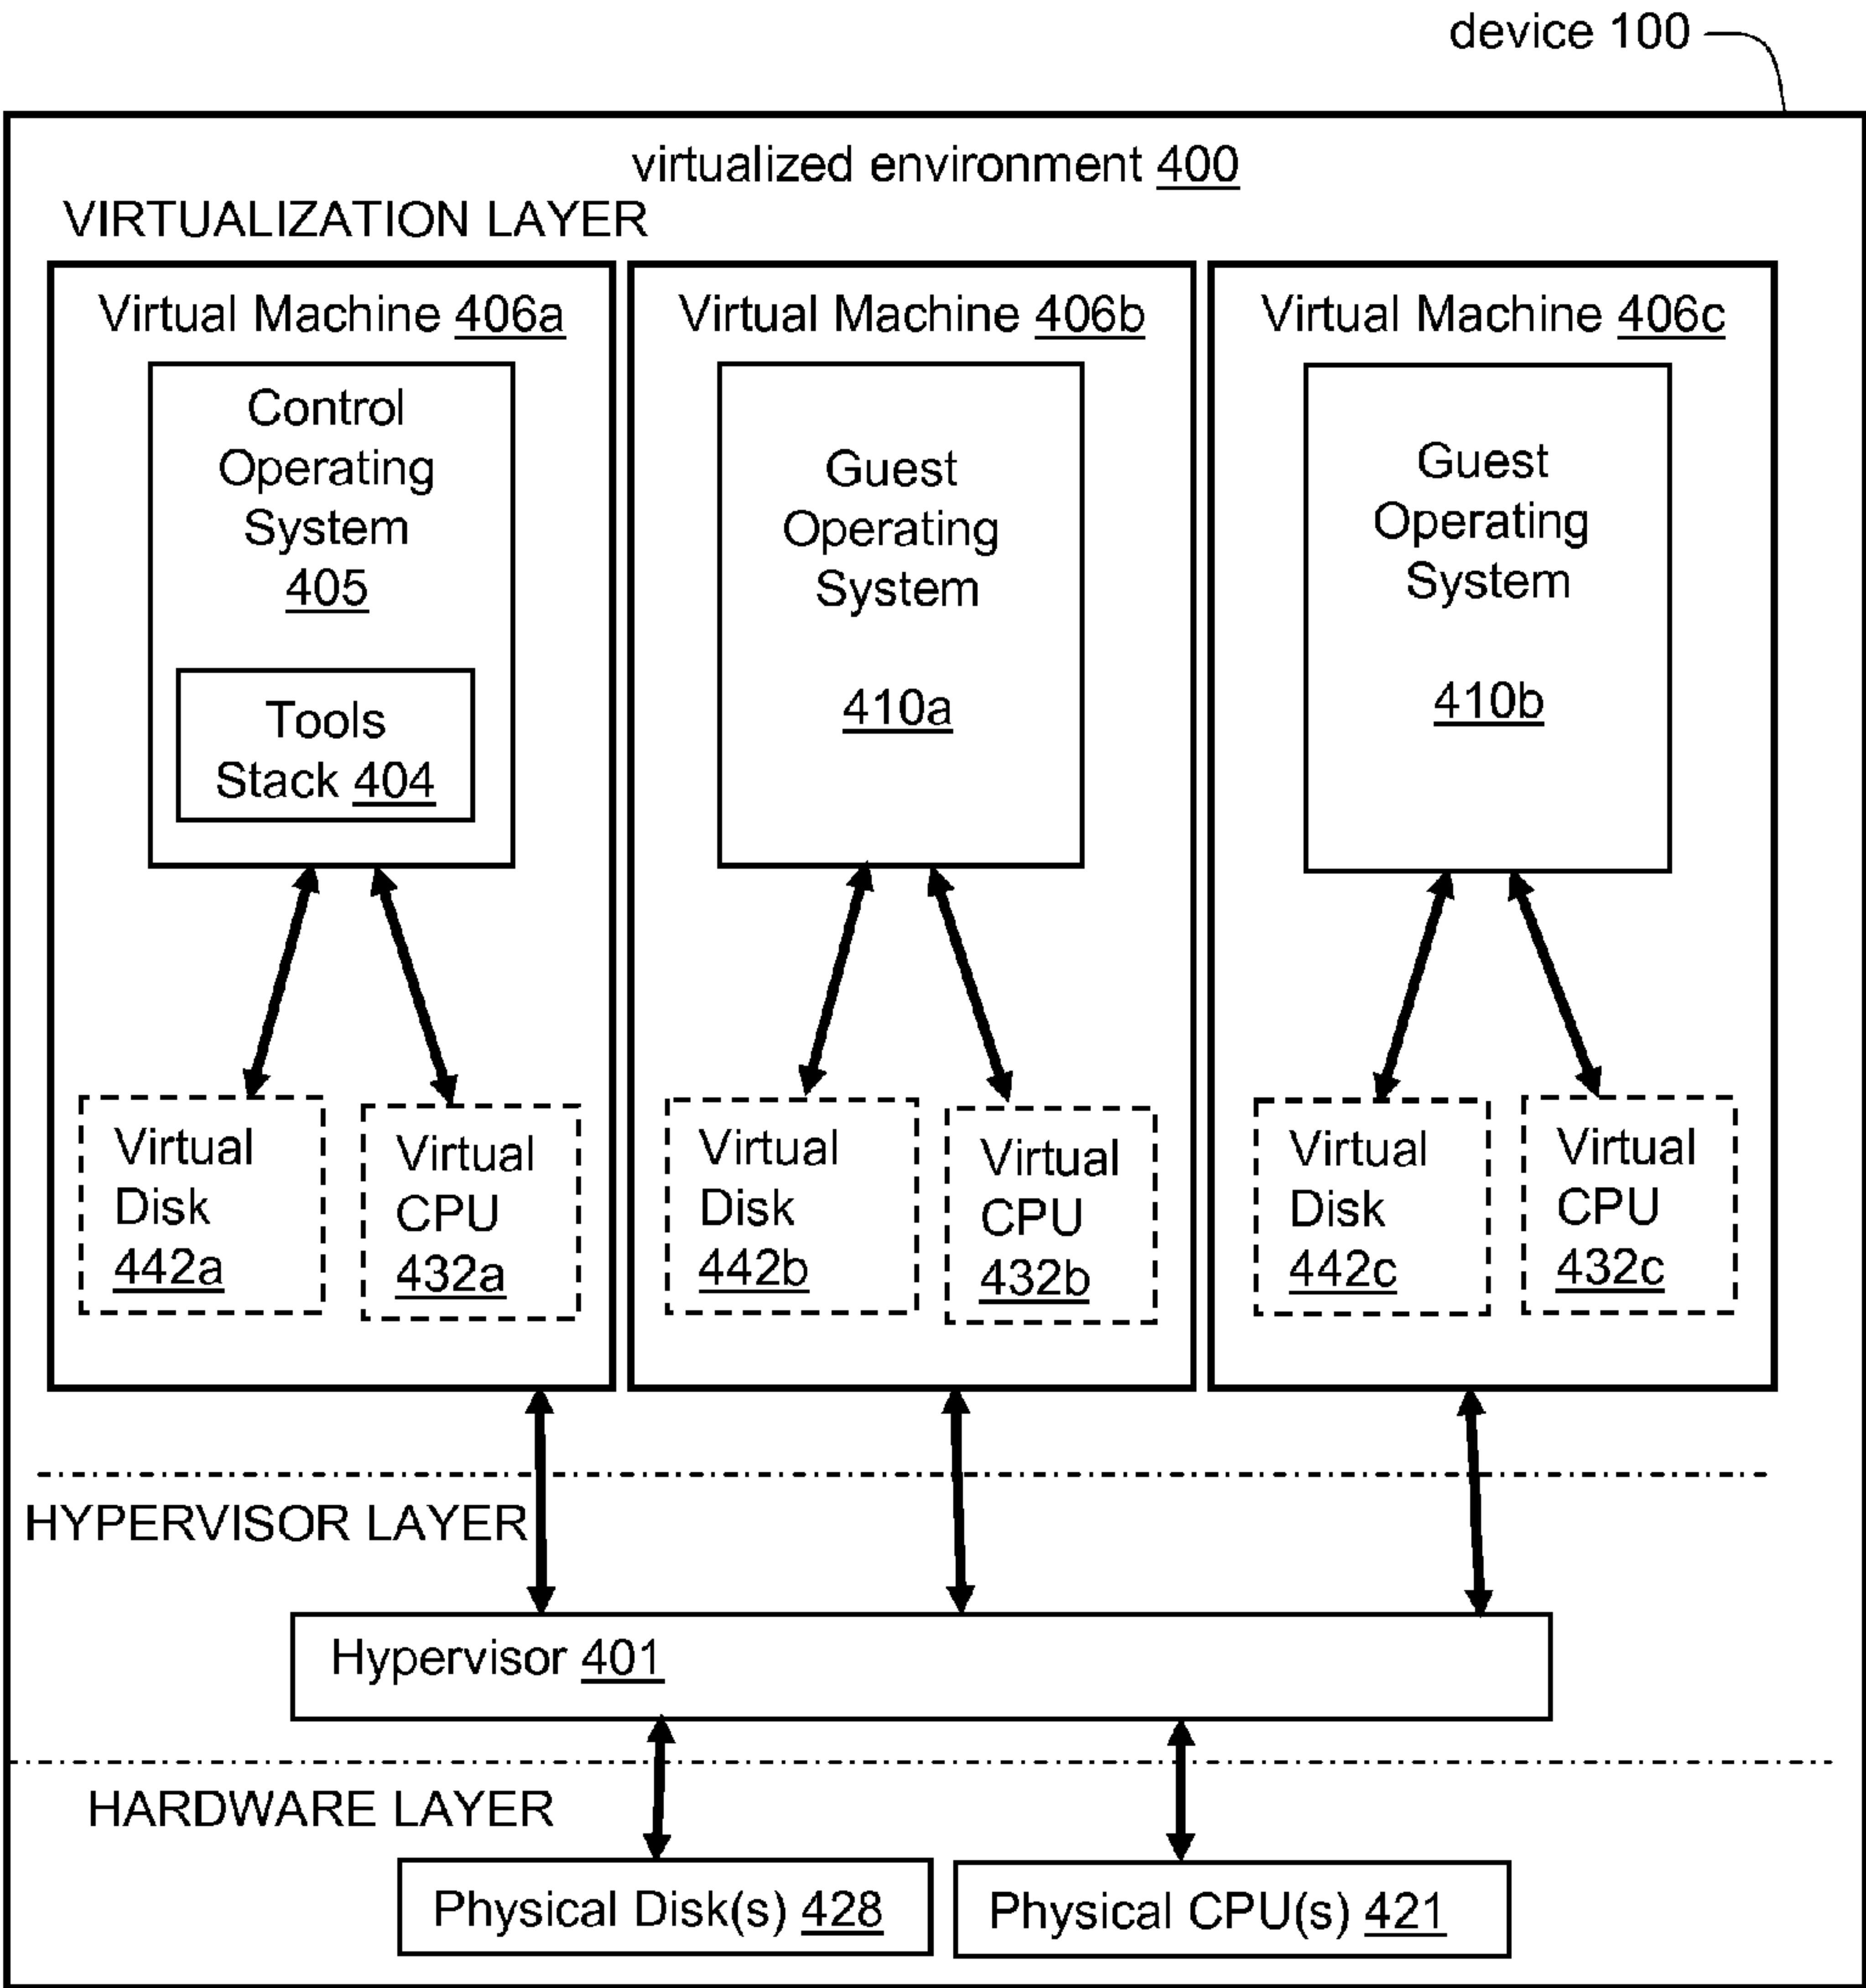 device 100
virtualized environment 400
VIRTUALIZATION LAYER
Virtual Machine 406a
Control
Operating
System
405
Tools
Stack 404
Virtual
Disk
442a
Virtual
CPU
432a
Virtual Machine 406b
Guest
Operating
System
410a
Virtual
Disk
442b
Virtual
CPU
432b
Virtual Machine 406c
Guest
Operating
System
410b
Virtual
Disk
442c
Virtual
CPU
432c
HYPERVISOR LAYER
Hypervisor 401
HARDWARE LAYER
Physical Disk(s) 428
Physical CPU(s) 421